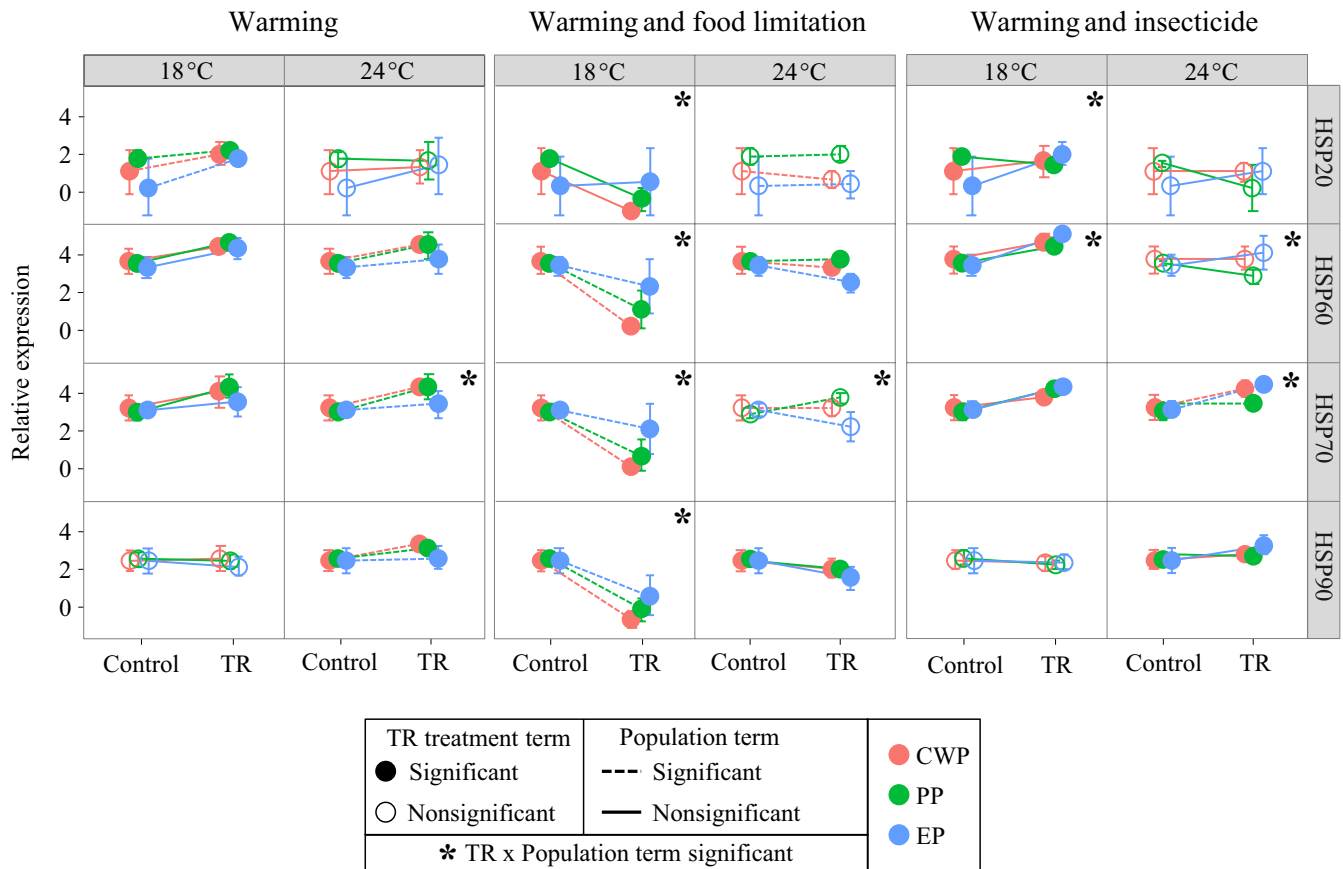 Warming Warming and food limitation Warming and insecticide
18 °C 24 °C 18 °C 24 °C 18 °C 24 °C
Relative expression
4
2
0
*
*
HSP20
4
2
0
*
*
*
HSP60
4
2
0
*
*
*
*
HSP70
4
2
0
*
HSP90
Control TR Control TR Control TR Control TR Control TR Control TR
TR treatment term Population term
Significant Significant
Nonsignificant Nonsignificant
* TR x Population term significant
CWP
PP
EP